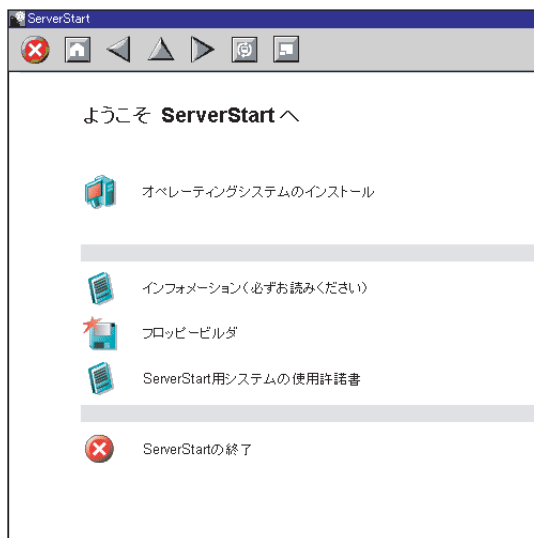 ServerStart
ようこそ ServerStart へ
オペレーティングシステムのインストール
インフォメーション（必ずお読みください）
フロッピービルダ
ServerStart用システムの使用許諾書
ServerStartの終了